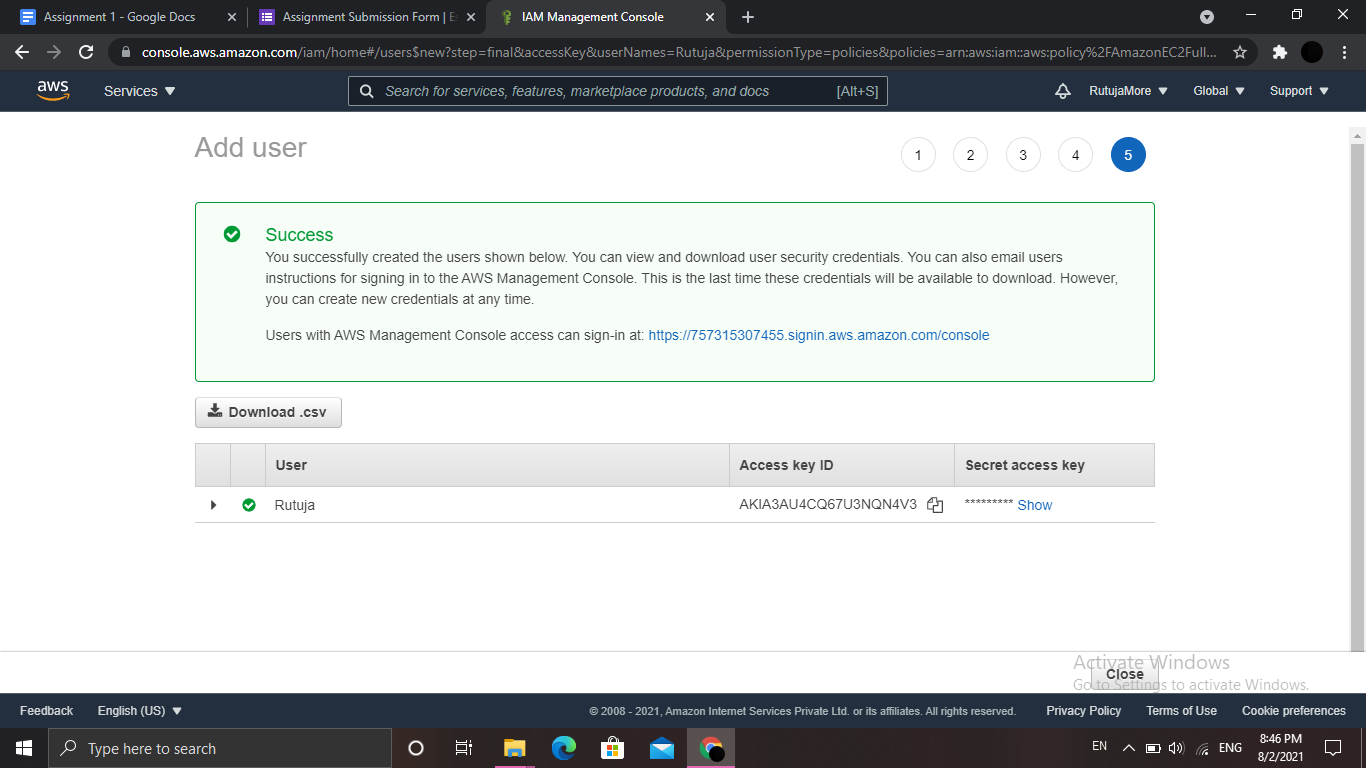 Assignment 1 - Google Docs
Assignment Submission Form | Es
IAM Management Console
console.aws.amazon.com/iam/home#/users$new?step=final&accessKey&userNames=Rutuja&permissionType=policies&policies=arn:aws:iam::aws:policy%2FAmazonEC2Full...
aws
Services
Search for services, features, marketplace products, and docs
[Alt+S]
RutujaMore
Global
Support
Add user
1 2 3 4 5
Success
You successfully created the users shown below. You can view and download user security credentials. You can also email users
instructions for signing in to the AWS Management Console. This is the last time these credentials will be available to download. However,
you can create new credentials at any time.
Users with AWS Management Console access can sign-in at: https://757315307455.signin.aws.amazon.com/console
Download .csv
User Access key ID Secret access key
Rutuja AKIA3AU4CQ67U3NQN4V3 ********* Show
Activate Windows
Close
Go to Settings to activate Windows.
Feedback English (US) © 2008 - 2021, Amazon Internet Services Private Ltd. or its affiliates. All rights reserved. Privacy Policy Terms of Use Cookie preferences
Type here to search
EN
ENG
8:46 PM
8/2/2021